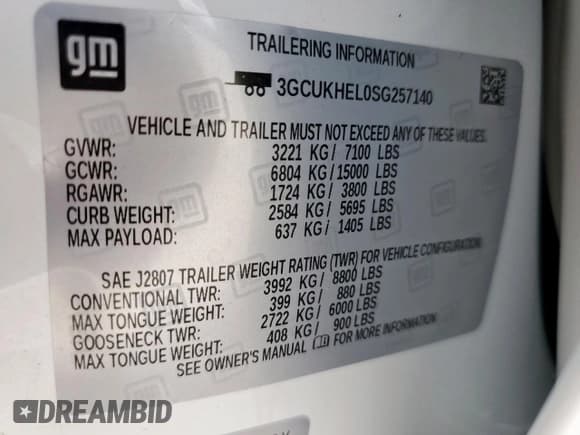 gm
TRAILERING INFORMATION
3GCUKHEL0SG257140
VEHICLE AND TRAILER MUST NOT EXCEED ANY OF THESE VALUES.
GVWR: 3221 KG / 7100 LBS
GCWR: 6804 KG / 15000 LBS
RGAWR: 1724 KG / 3800 LBS
CURB WEIGHT: 2584 KG / 5695 LBS
MAX PAYLOAD: 637 KG / 1405 LBS
SAE J2807 TRAILER WEIGHT RATING (TWR) FOR VEHICLE CONFIGURATION:
CONVENTIONAL TWR: 3992 KG / 8800 LBS
MAX TONGUE WEIGHT: 399 KG / 880 LBS
GOOSENECK TWR: 2722 KG / 6000 LBS
MAX TONGUE WEIGHT: 408 KG / 900 LBS
SEE OWNER'S MANUAL FOR MORE INFORMATION
DREAMBID